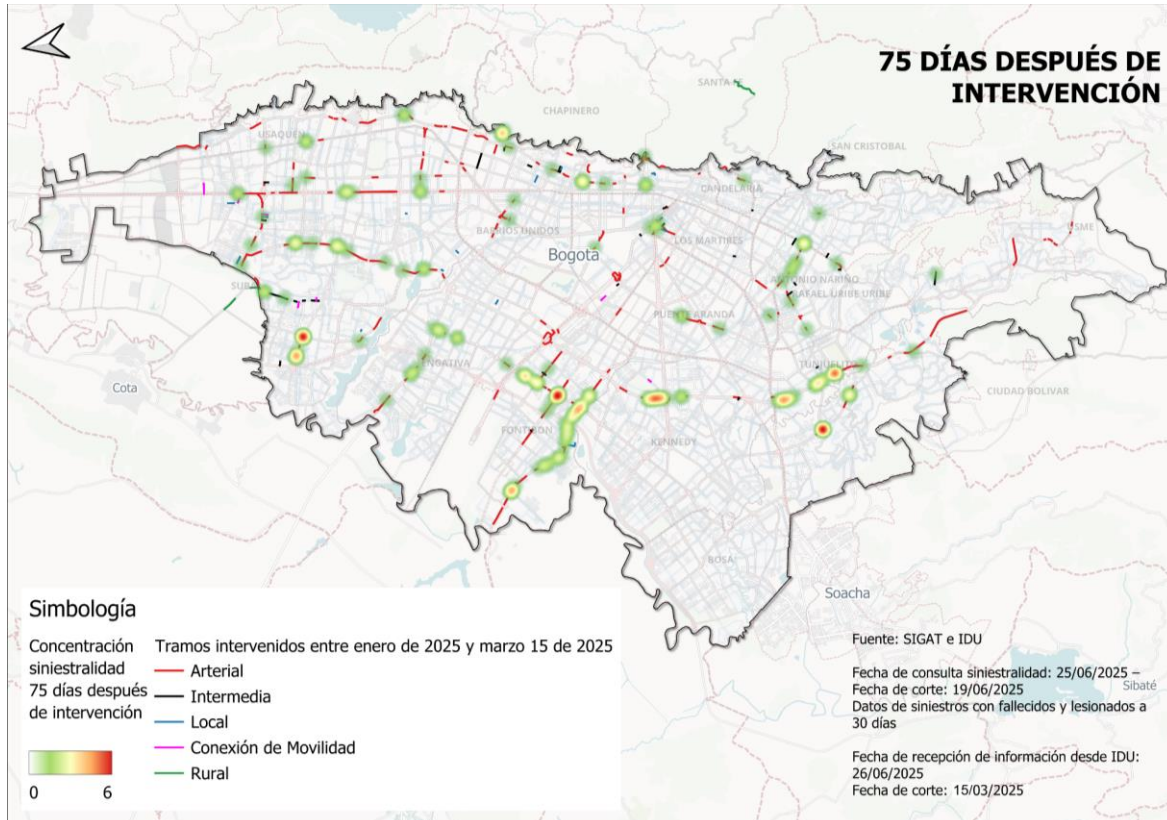 75 DÍAS DESPUÉS DE
INTERVENCIÓN
SANTA FE
CHAPINERO
USAQUÉN
SAN CRISTOBAL
CANDELARIA
BARRIOS UNIDOS
LOS MARTIRES
USME
Bogota
ANTONIO NARIÑO
SUBA
RAFAEL URIBE URIBE
PUENTE ARANDA
TUNJUELITO
ENGATIVA
Cota
CIUDAD BOLIVAR
FONTIBON
KENNEDY
BOSA
Soacha
Sibaté
Simbología
Concentración
siniestralidad
75 días después
de intervención
0
6
Tramos intervenidos entre enero de 2025 y marzo 15 de 2025
Arterial
Intermedia
Local
Conexión de Movilidad
Rural
Fuente: SIGAT e IDU
Fecha de consulta siniestralidad: 25/06/2025 –
Fecha de corte: 19/06/2025
Datos de siniestros con fallecidos y lesionados a
30 días
Fecha de recepción de información desde IDU:
26/06/2025
Fecha de corte: 15/03/2025